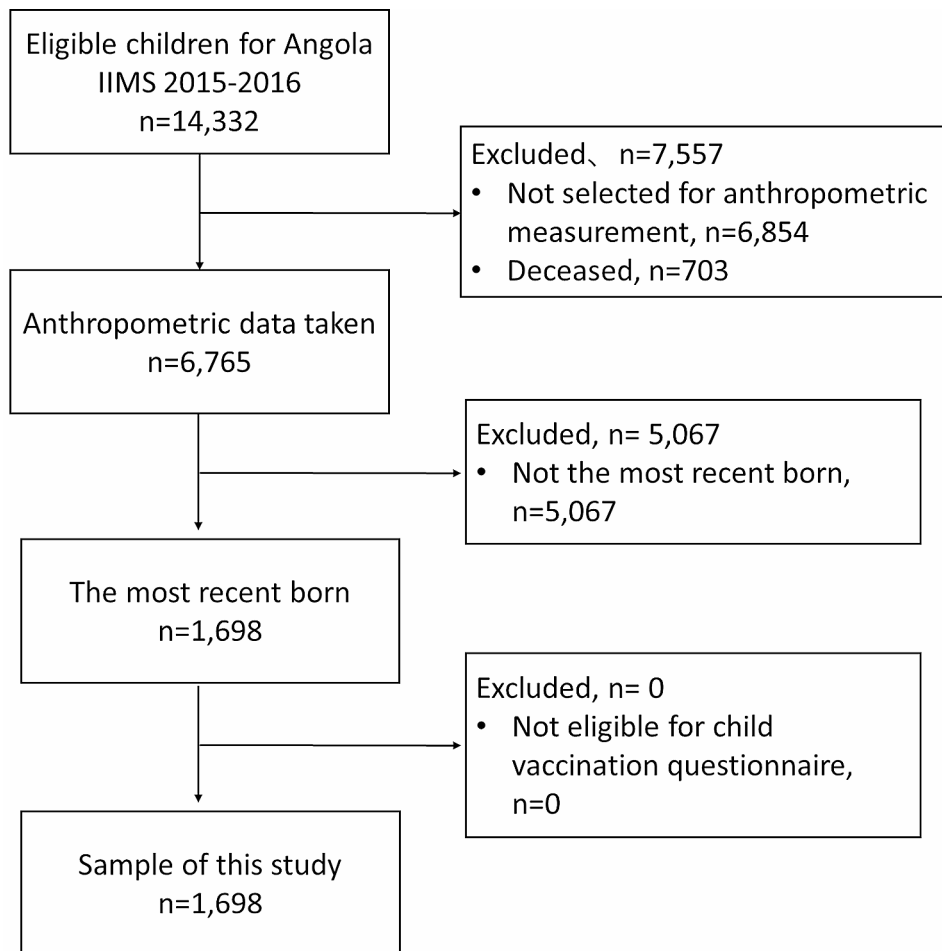 Eligible children for Angola
IIMS 2015-2016
n=14,332
Excluded、 n=7,557
• Not selected for anthropometric
measurement, n=6,854
• Deceased, n=703
Anthropometric data taken
n=6,765
Excluded, n= 5,067
• Not the most recent born,
n=5,067
The most recent born
n=1,698
Excluded, n= 0
• Not eligible for child
vaccination questionnaire,
n=0
Sample of this study
n=1,698